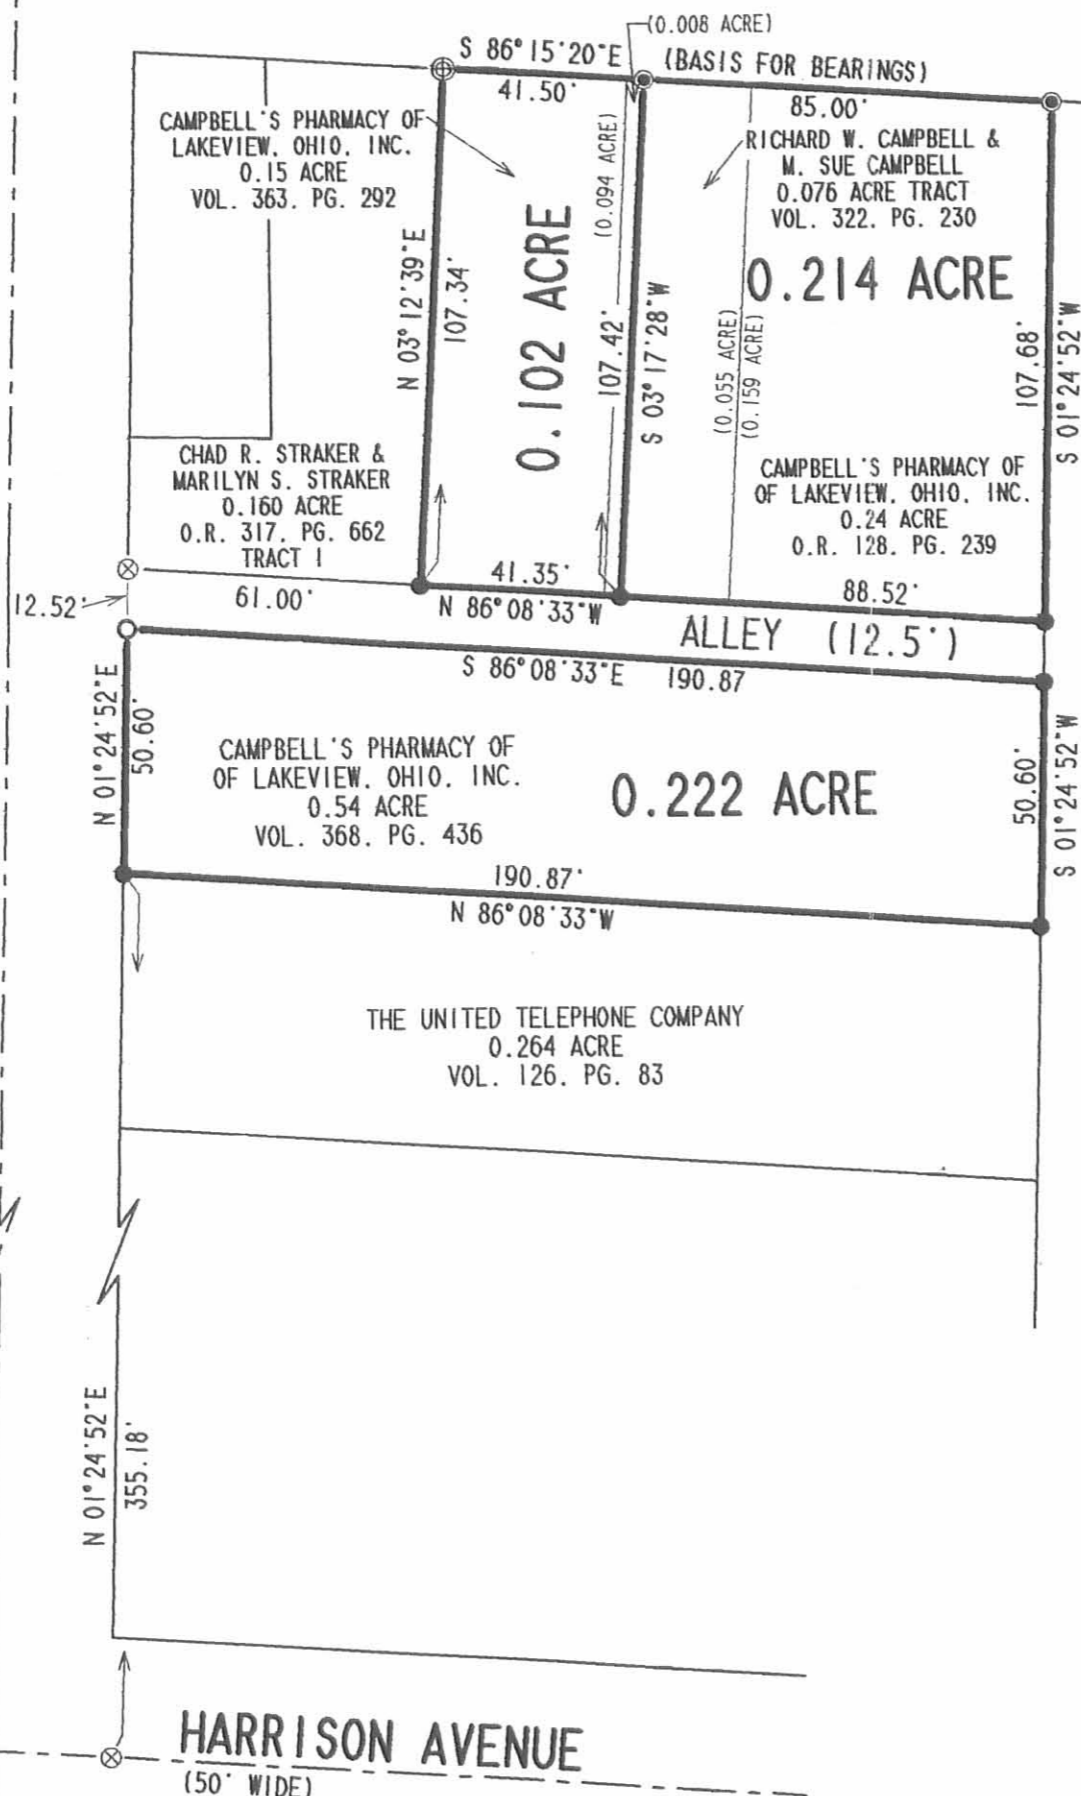 (0.008 ACRE)
S 86°15'20"E
(BASIS FOR BEARINGS)
41.50'
85.00'
CAMPBELL'S PHARMACY OF
LAKEVIEW, OHIO, INC.
0.15 ACRE
VOL. 363, PG. 292
RICHARD W. CAMPBELL &
M. SUE CAMPBELL
0.076 ACRE TRACT
VOL. 322, PG. 230
(0.094 ACRE)
N 03°12'39"E
107.34'
0.102 ACRE
107.42'
S 03°17'28"W
0.214 ACRE
(0.055 ACRE)
(0.159 ACRE)
107.68'
S 01°24'52"W
CHAD R. STRAKER &
MARILYN S. STRAKER
0.160 ACRE
O.R. 317, PG. 662
TRACT I
CAMPBELL'S PHARMACY OF
OF LAKEVIEW, OHIO, INC.
0.24 ACRE
O.R. 128, PG. 239
12.52'
61.00'
41.35'
N 86°08'33"W
88.52'
ALLEY (12.5')
S 86°08'33"E 190.87
N 01°24'52"E
50.60'
CAMPBELL'S PHARMACY OF
OF LAKEVIEW, OHIO, INC.
0.54 ACRE
VOL. 368, PG. 436
0.222 ACRE
50.60'
S 01°24'52"W
190.87'
N 86°08'33"W
THE UNITED TELEPHONE COMPANY
0.264 ACRE
VOL. 126, PG. 83
N 01°24'52"E
355.18'
HARRISON AVENUE
(50' WIDE)